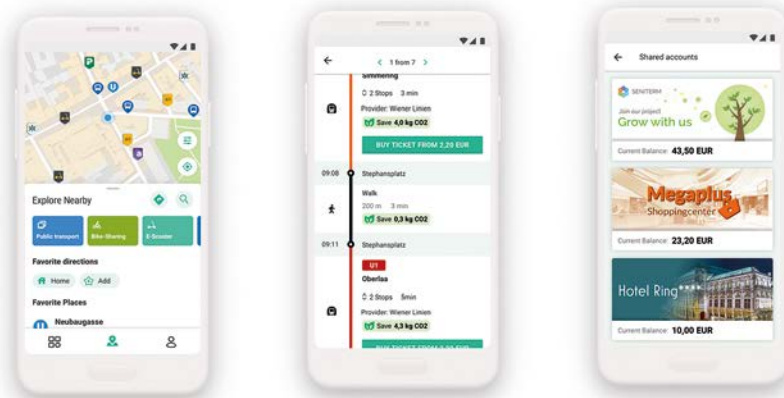 Explore Nearby
Public transport
Bike-Sharing
E-Scooter
Favorite directions
Home
Add
Favorite Places
Neubaugasse
1 from 7
Simmering
2 Stops 3 min
Provider: Wiener Linien
Save 4,0 kg CO2
BUY TICKET FROM 2,20 EUR
09:08 Stephansplatz
Walk
200 m 3 min
Save 0,3 kg CO2
09:11 Stephansplatz
U1
Oberlaa
2 Stops 5min
Provider: Wiener Linien
Save 4,3 kg CO2
Shared accounts
SENITERM
Join our project
Grow with us
Current Balance: 43,50 EUR
Megaplus
Shoppingcenter
Current Balance: 23,20 EUR
Hotel Ring
Current Balance: 10,00 EUR